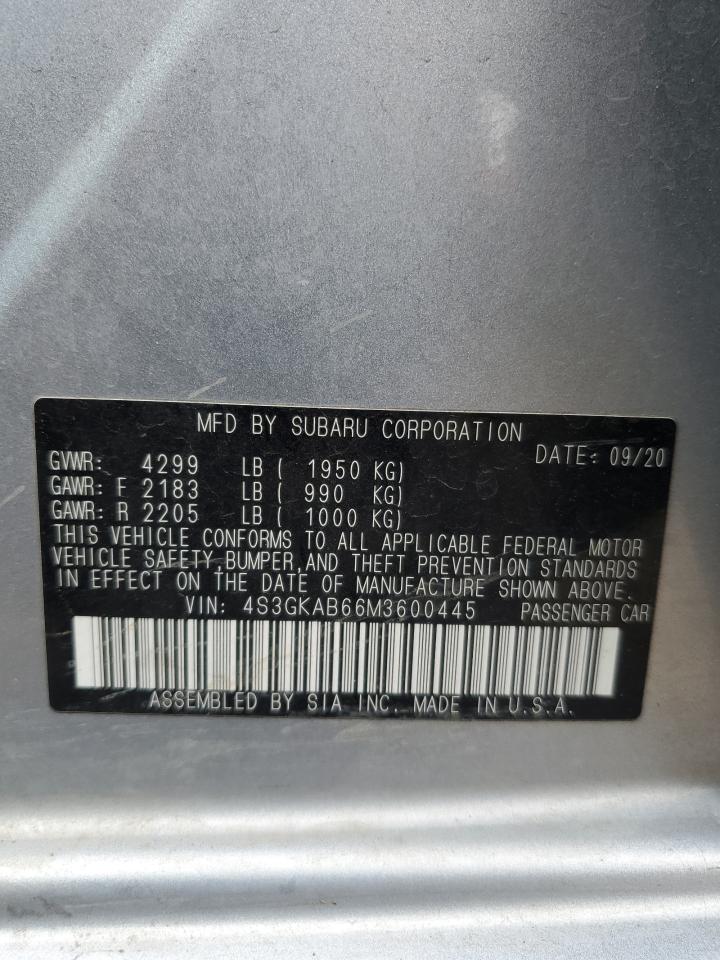 MFD BY SUBARU CORPORATION
DATE: 09/20
GVWR: 4299 LB ( 1950 KG)
GAWR: F 2183 LB ( 990 KG)
GAWR: R 2205 LB ( 1000 KG)
THIS VEHICLE CONFORMS TO ALL APPLICABLE FEDERAL MOTOR
VEHICLE SAFETY, BUMPER, AND THEFT PREVENTION STANDARDS
IN EFFECT ON THE DATE OF MANUFACTURE SHOWN ABOVE.
VIN: 4S3GKAB66M3600445 PASSENGER CAR
ASSEMBLED BY SIA INC. MADE IN U.S.A.